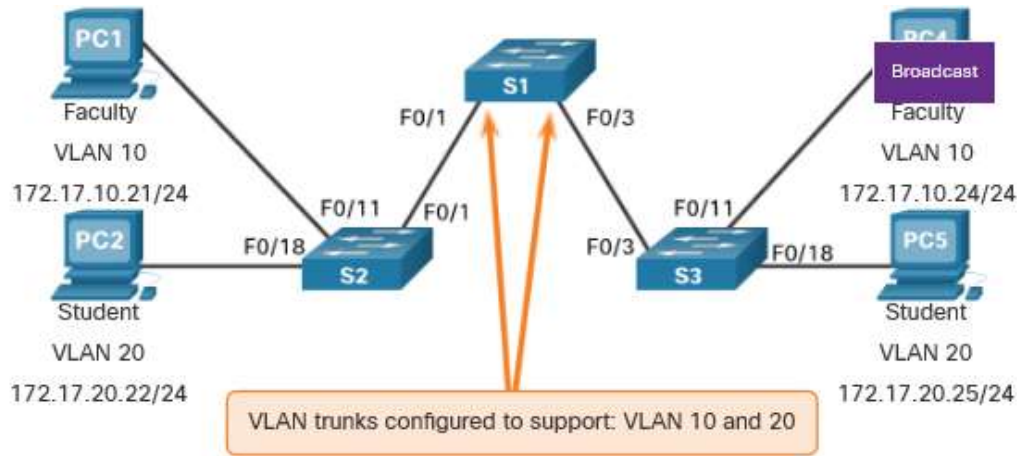 PC1
Faculty
VLAN 10
172.17.10.21/24
PC2
Student
VLAN 20
172.17.20.22/24
F0/11
F0/18
F0/1
S2
S1
F0/1
F0/3
F0/3
F0/11
F0/18
S3
Broadcast
Faculty
VLAN 10
172.17.10.24/24
PC5
Student
VLAN 20
172.17.20.25/24
VLAN trunks configured to support: VLAN 10 and 20